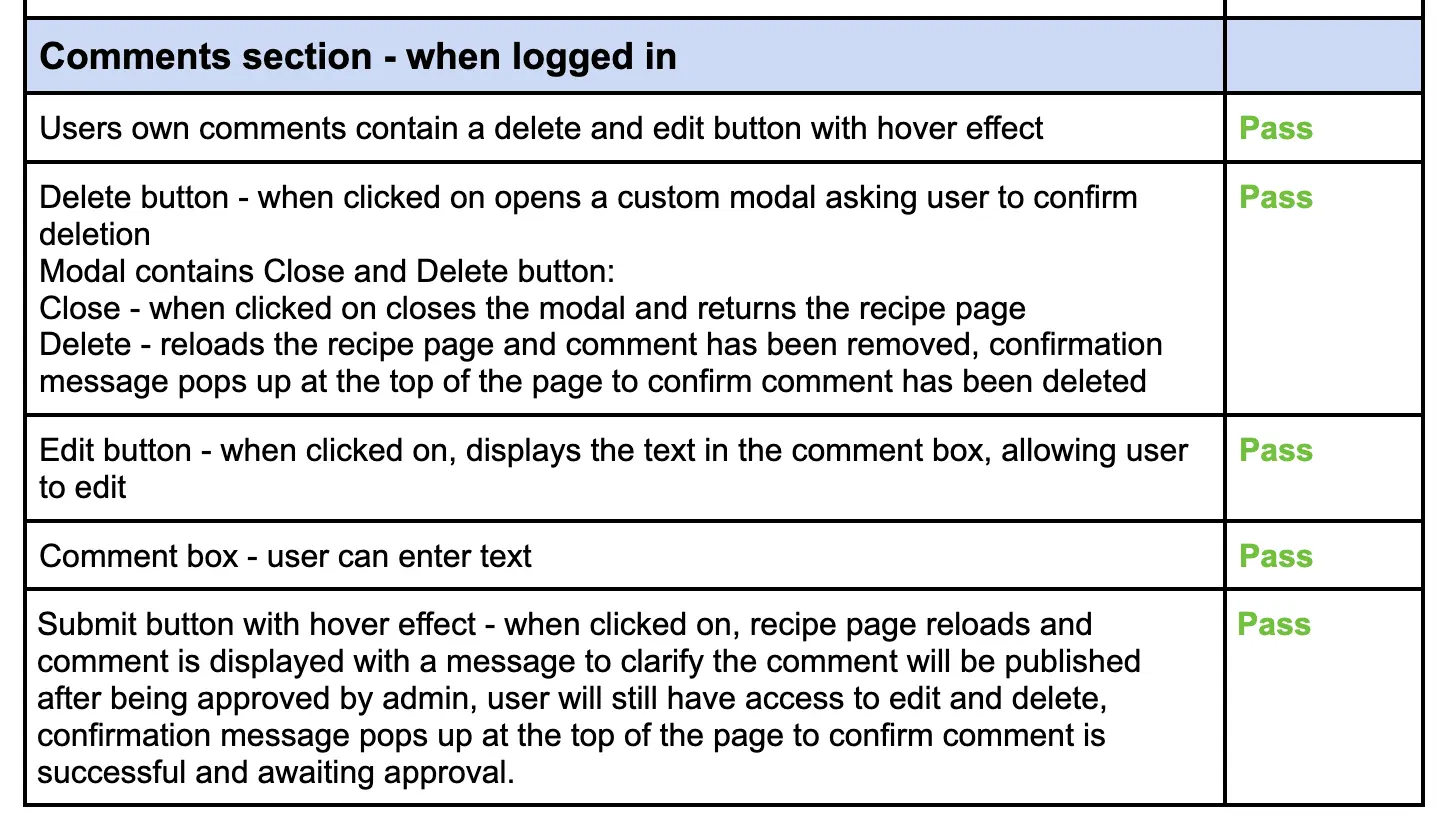 Comments section - when logged in
Users own comments contain a delete and edit button with hover effect
Pass
Delete button - when clicked on opens a custom modal asking user to confirm
deletion
Modal contains Close and Delete button:
Close - when clicked on closes the modal and returns the recipe page
Delete - reloads the recipe page and comment has been removed, confirmation
message pops up at the top of the page to confirm comment has been deleted
Pass
Edit button - when clicked on, displays the text in the comment box, allowing user
to edit
Pass
Comment box - user can enter text
Pass
Submit button with hover effect - when clicked on, recipe page reloads and
comment is displayed with a message to clarify the comment will be published
after being approved by admin, user will still have access to edit and delete,
confirmation message pops up at the top of the page to confirm comment is
successful and awaiting approval.
Pass